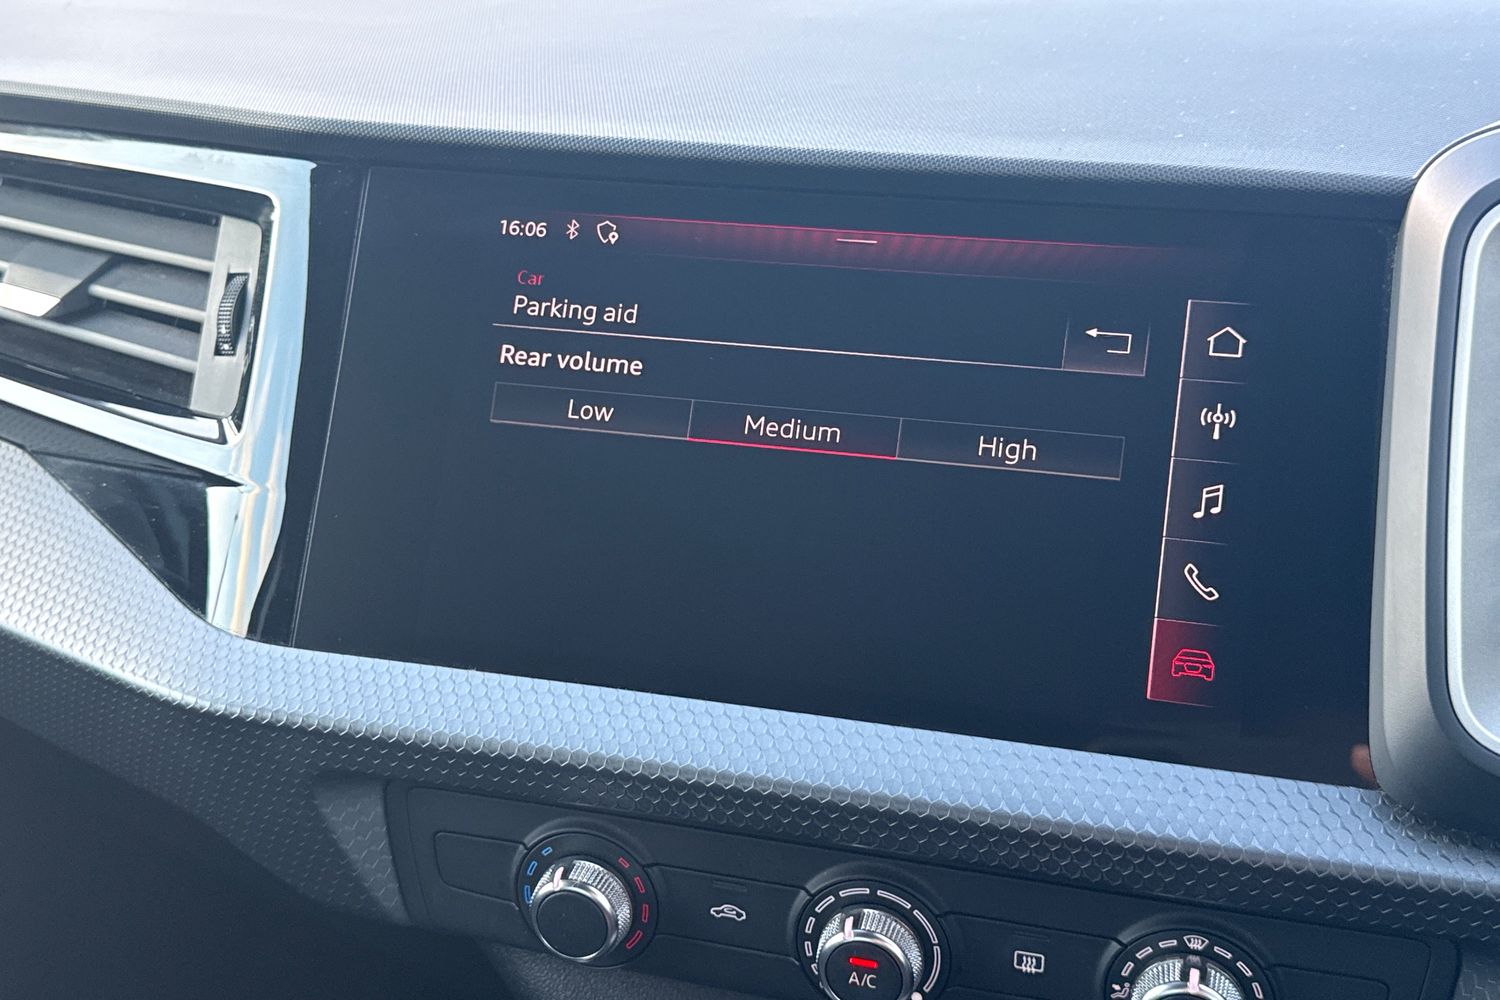 16:06
Car
Parking aid
Rear volume
Low Medium High
A/C